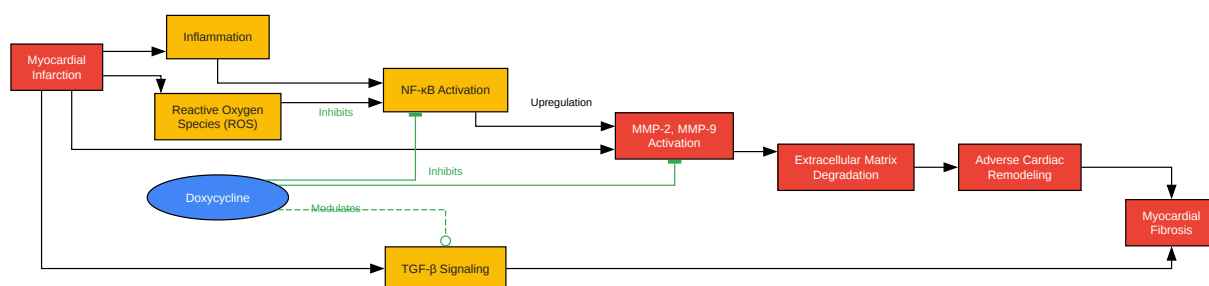 Inflammation
Myocardial
Infarction
NF-κB Activation
Reactive Oxygen
Species (ROS)
Upregulation
Inhibits
MMP-2, MMP-9
Activation
Extracellular Matrix
Degradation
Adverse Cardiac
Remodeling
Inhibits
Doxycycline
Modulates
Myocardial
Fibrosis
TGF-β Signaling